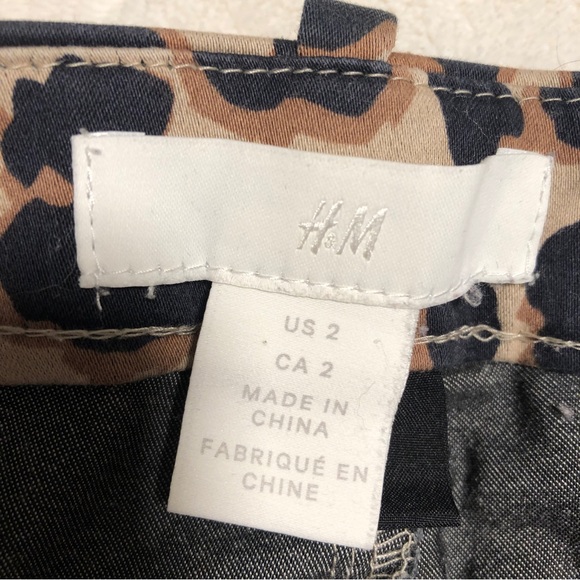 H&M
US 2
CA 2
MADE IN
CHINA
FABRIQUÉ EN
CHINE